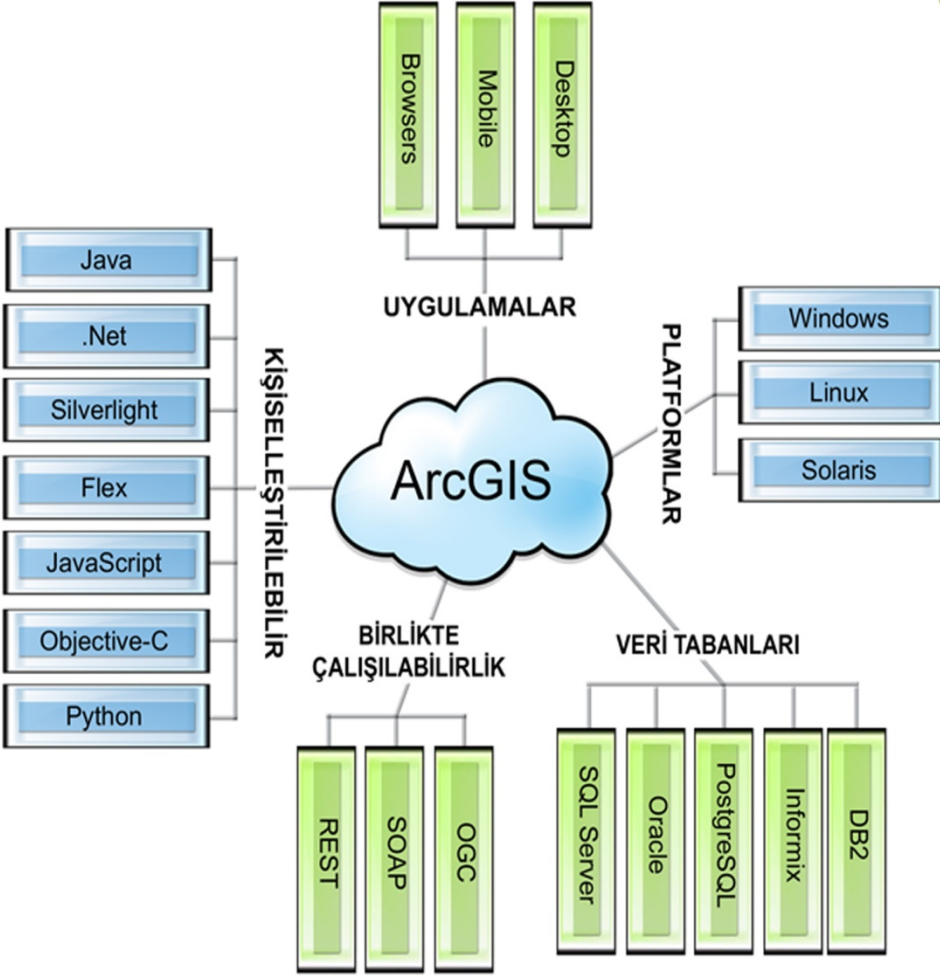 Browsers
Mobile
Desktop
UYGULAMALAR
Java
.Net
Silverlight
Flex
JavaScript
Objective-C
Python
KİŞİSELLEŞTİRİLEBİLİR
ArcGIS
PLATFORMLAR
Windows
Linux
Solaris
BİRLİKTE
ÇALIŞILABİLİRLİK
REST
SOAP
OGC
VERİ TABANLARI
SQL Server
Oracle
PostgreSQL
Informix
DB2